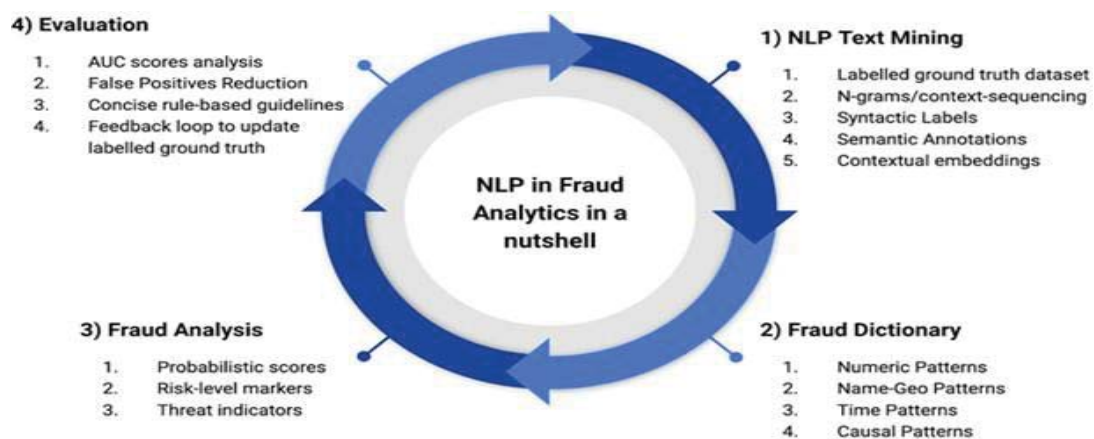 4) Evaluation
1. AUC scores analysis
2. False Positives Reduction
3. Concise rule-based guidelines
4. Feedback loop to update
labelled ground truth
1) NLP Text Mining
1. Labelled ground truth dataset
2. N-grams/context-sequencing
3. Syntactic Labels
4. Semantic Annotations
5. Contextual embeddings
NLP in Fraud
Analytics in a
nutshell
3) Fraud Analysis
1. Probabilistic scores
2. Risk-level markers
3. Threat indicators
2) Fraud Dictionary
1. Numeric Patterns
2. Name-Geo Patterns
3. Time Patterns
4. Causal Patterns